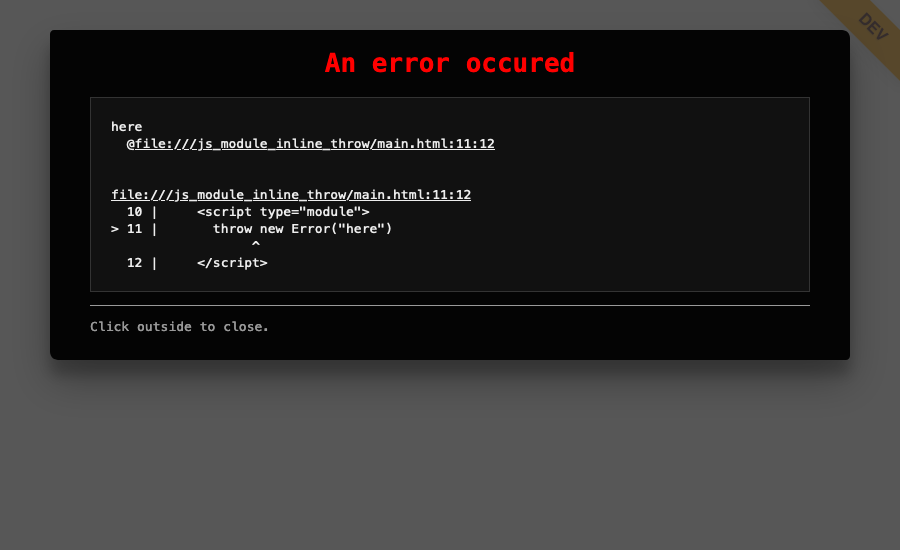 DEV
An error occured
here
  @file:///js_module_inline_throw/main.html:11:12
file:///js_module_inline_throw/main.html:11:12
  10 |     <script type="module">
> 11 |       throw new Error("here")
                  ^
  12 |     </script>
Click outside to close.